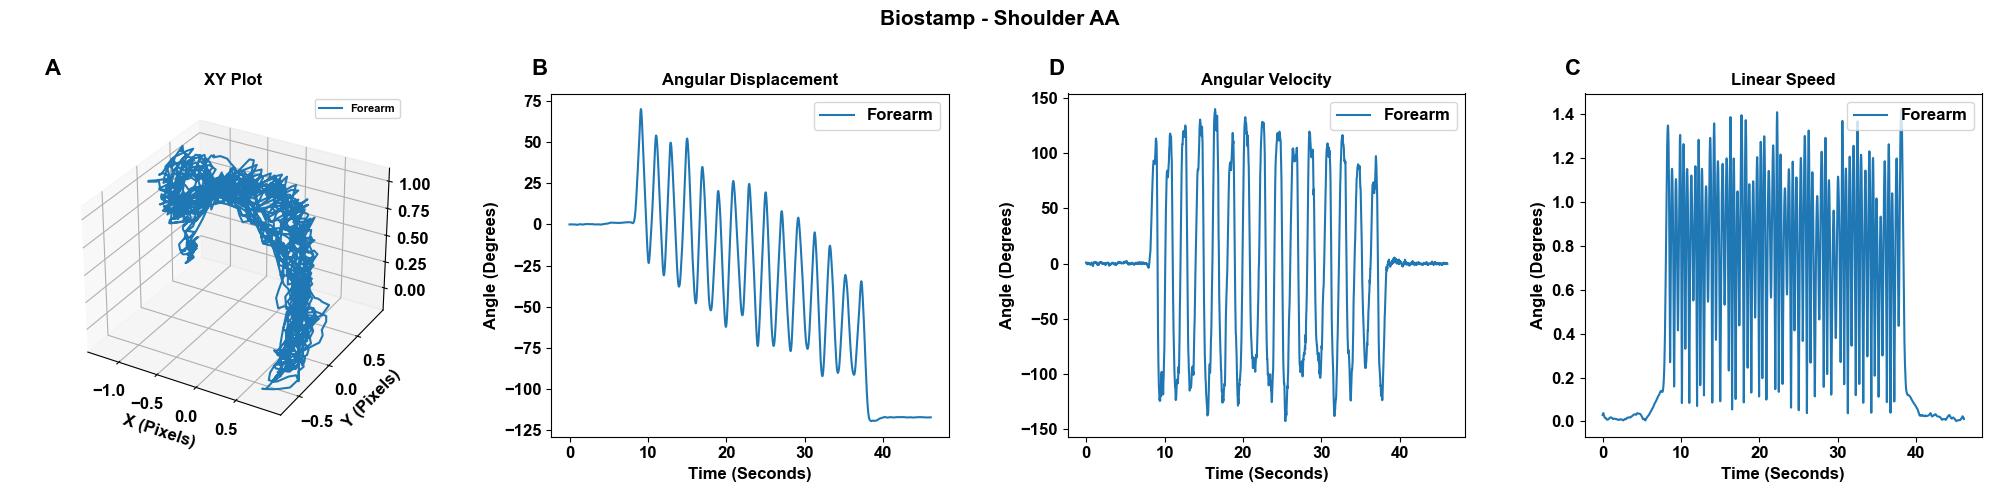 Biostamp - Shoulder AA
A
XY Plot
Forearm
1.00
0.75
0.50
0.25
0.00
−1.0
−0.5
0.0
0.5
X (Pixels)
−0.5
0.0
0.5
Y (Pixels)
B
Angular Displacement
Forearm
75
50
25
0
−25
−50
−75
−100
−125
Angle (Degrees)
0
10
20
30
40
Time (Seconds)
D
Angular Velocity
Forearm
150
100
50
0
−50
−100
−150
Angle (Degrees)
0
10
20
30
40
Time (Seconds)
C
Linear Speed
Forearm
1.4
1.2
1.0
0.8
0.6
0.4
0.2
0.0
Angle (Degrees)
0
10
20
30
40
Time (Seconds)